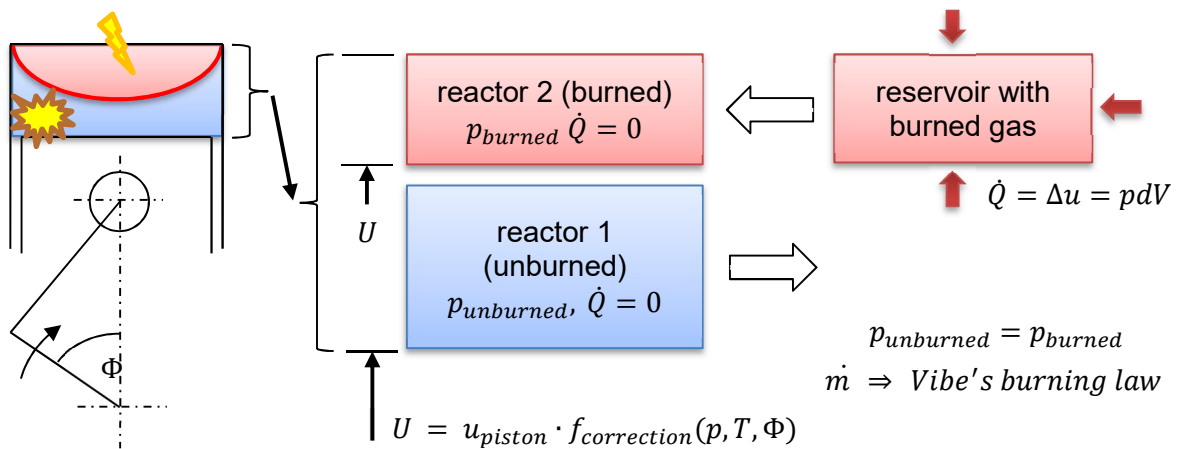 reactor 2 (burned)
p_burned Q̇ = 0
reservoir with
burned gas
Q̇ = Δu = pdV
U
reactor 1
(unburned)
p_unburned, Q̇ = 0
Φ
p_unburned = p_burned
ṁ ⇒ Vibe's burning law
U = u_piston · f_correction(p, T, Φ)